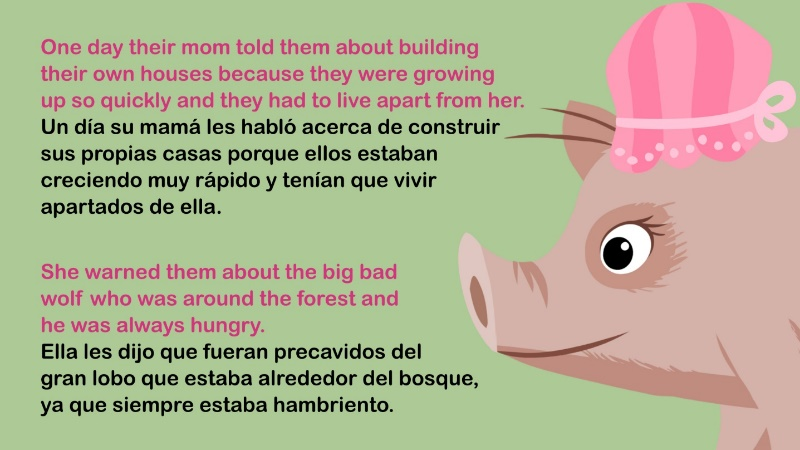 One day their mom told them about building
their own houses because they were growing
up so quickly and they had to live apart from her.
Un día su mamá les habló acerca de construir
sus propias casas porque ellos estaban
creciendo muy rápido y tenían que vivir
apartados de ella.
She warned them about the big bad
wolf who was around the forest and
he was always hungry.
Ella les dijo que fueran precavidos del
gran lobo que estaba alrededor del bosque,
ya que siempre estaba hambriento.